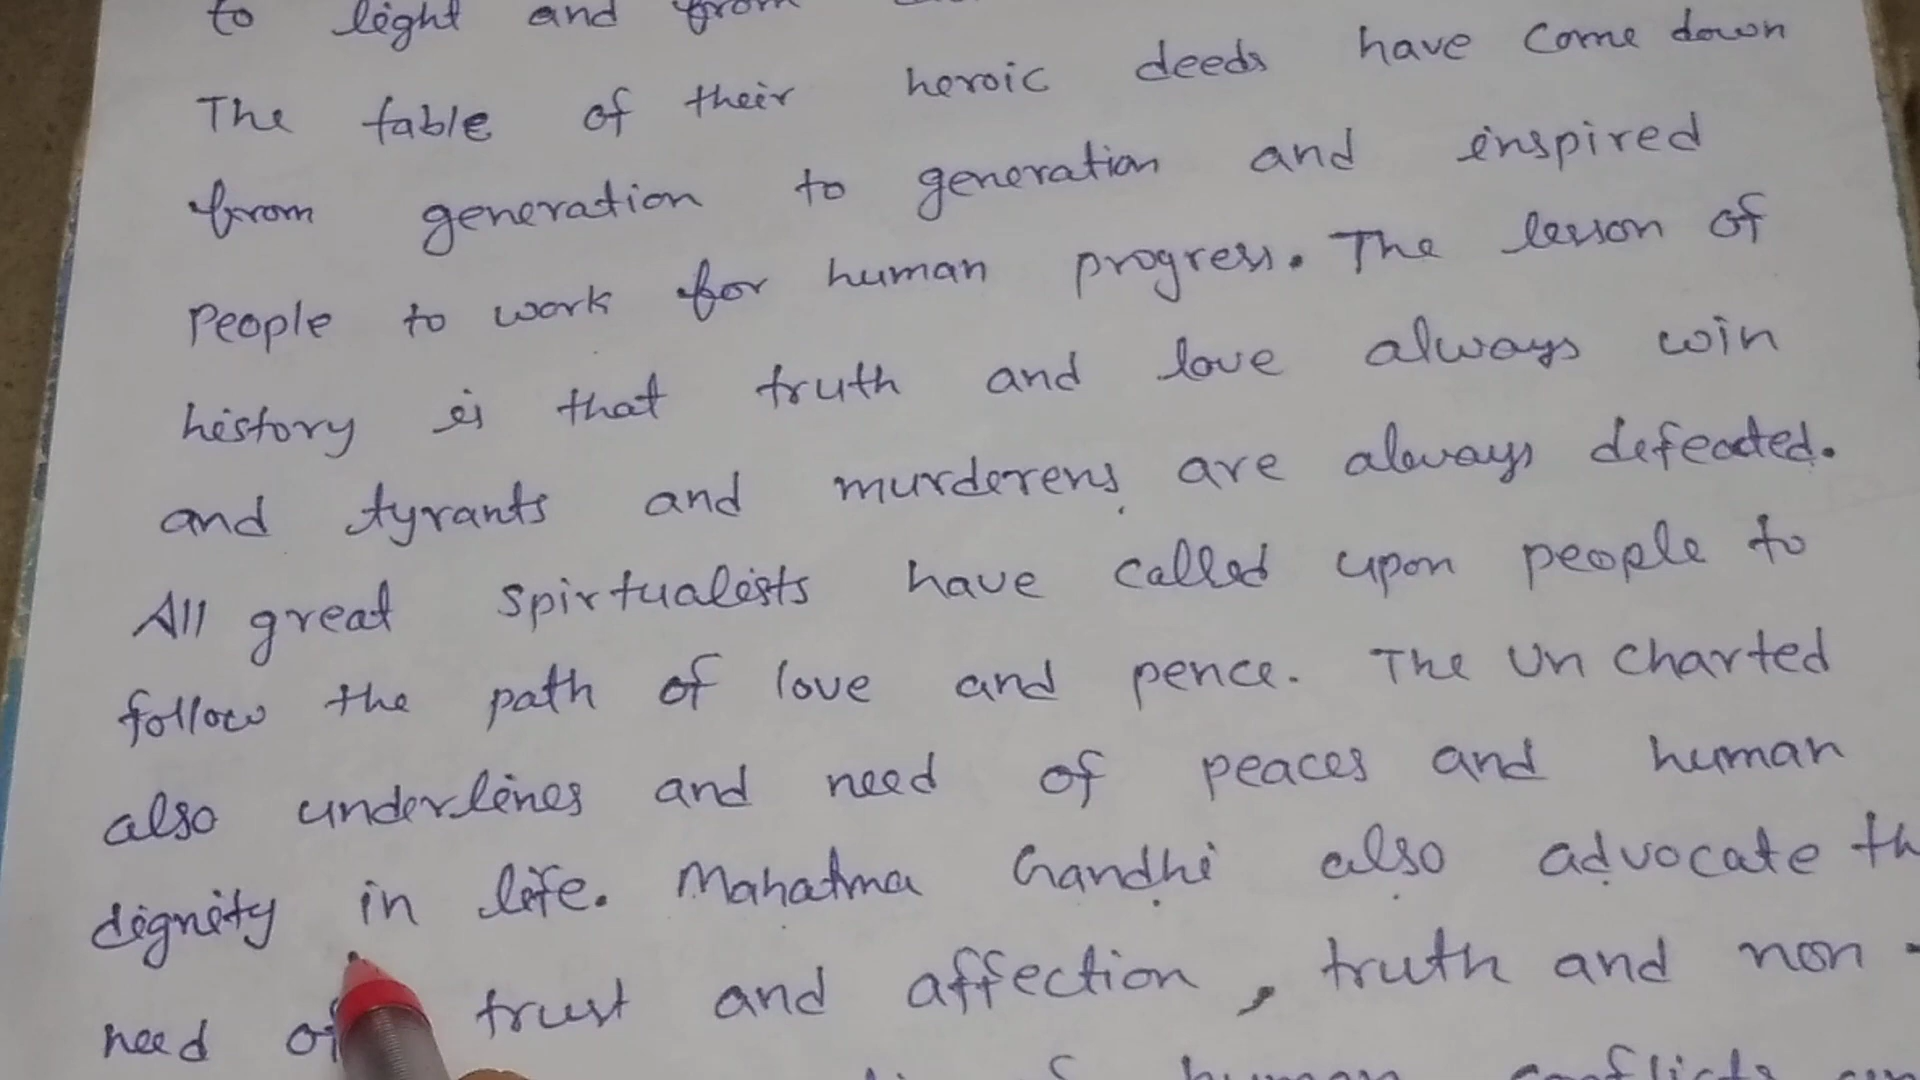 to light and from
The fable of their heroic deeds have come down
from generation to generation and inspired
People to work for human progress. The lesson of
history is that truth and love always win
and tyrants and murderers are always defeated.
All great spirtualists have called upon people to
follow the path of love and pence. The Un charted
also underlines and need of peaces and human
dignity in life. Mahatma Gandhi also advocate th
need of trust and affection, truth and non-
human conflicts